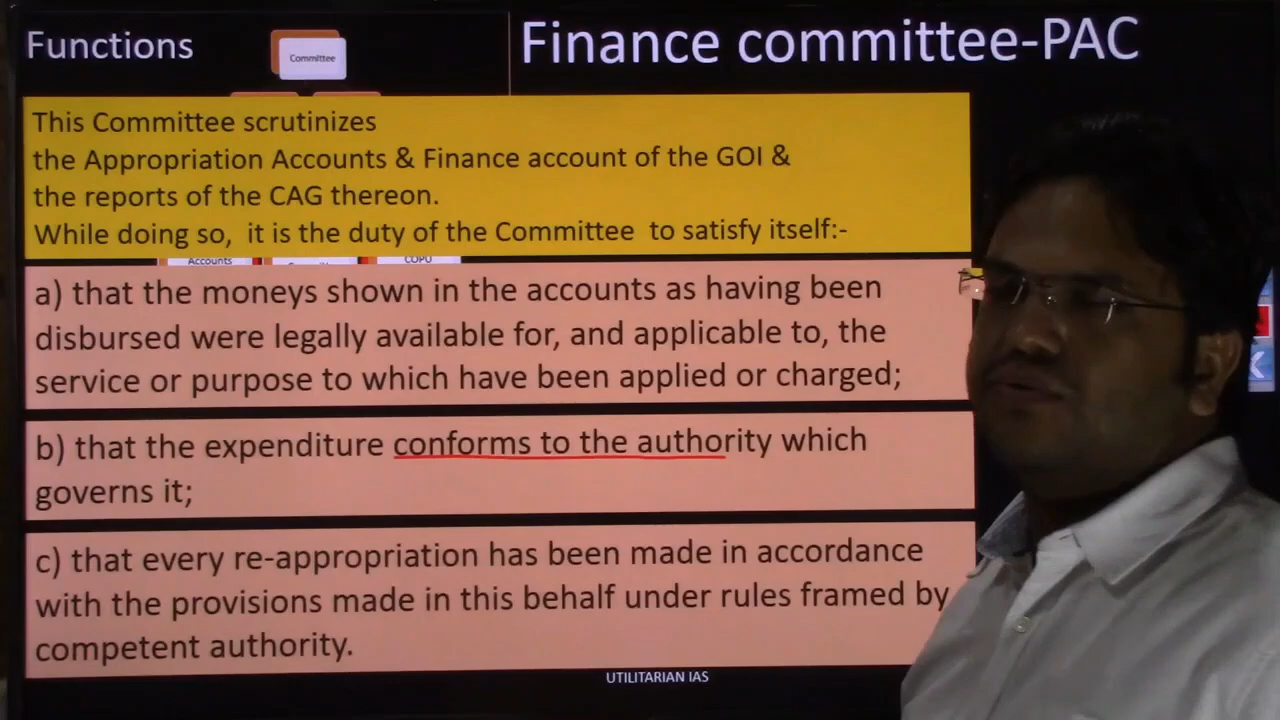 Functions
Committee
Finance committee-PAC
This Committee scrutinizes
the Appropriation Accounts & Finance account of the GOI &
the reports of the CAG thereon.
While doing so, it is the duty of the Committee to satisfy itself:-
Accounts
COPU
a) that the moneys shown in the accounts as having been
disbursed were legally available for, and applicable to, the
service or purpose to which have been applied or charged;
b) that the expenditure conforms to the authority which
governs it;
c) that every re-appropriation has been made in accordance
with the provisions made in this behalf under rules framed by
competent authority.
UTILITARIAN IAS